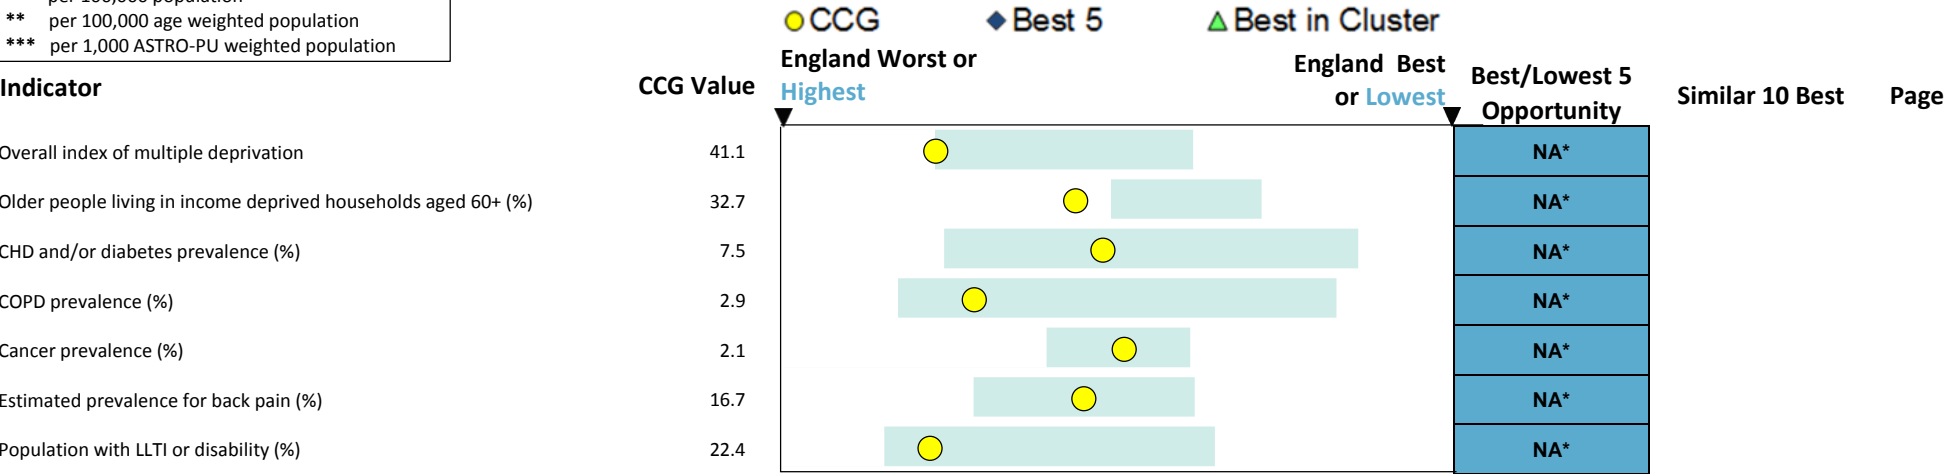 per 100,000 population
** per 100,000 age weighted population
*** per 1,000 ASTRO-PU weighted population
CCG Best 5 Best in Cluster
Indicator
CCG Value
England Worst or
Highest
England Best
or Lowest
Best/Lowest 5
Opportunity
Similar 10 Best
Page
Overall index of multiple deprivation 41.1 NA*
Older people living in income deprived households aged 60+ (%) 32.7 NA*
CHD and/or diabetes prevalence (%) 7.5 NA*
COPD prevalence (%) 2.9 NA*
Cancer prevalence (%) 2.1 NA*
Estimated prevalence for back pain (%) 16.7 NA*
Population with LLTI or disability (%) 22.4 NA*